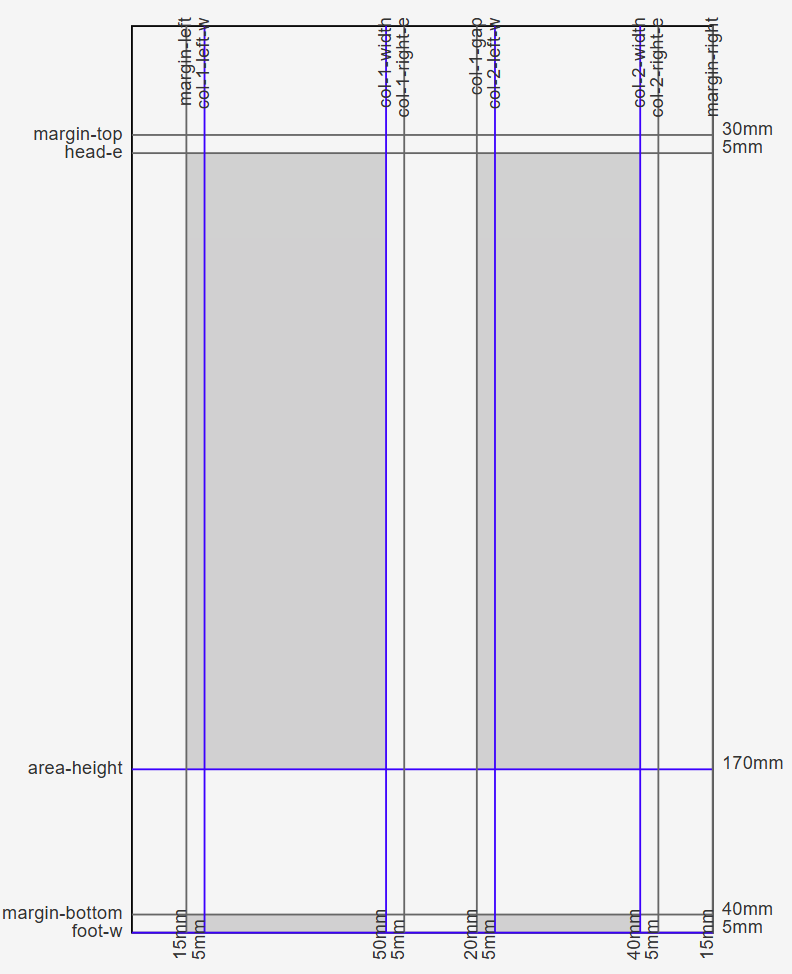 margin-left
col-1-left-w
col-1-width
col-1-right-e
col-1-gap
col-2-left-w
col-2-width
col-2-right-e
margin-right
margin-top
30mm
head-e
5mm
area-height
170mm
margin-bottom
40mm
foot-w
5mm
15mm
5mm
50mm
5mm
20mm
5mm
40mm
5mm
15mm